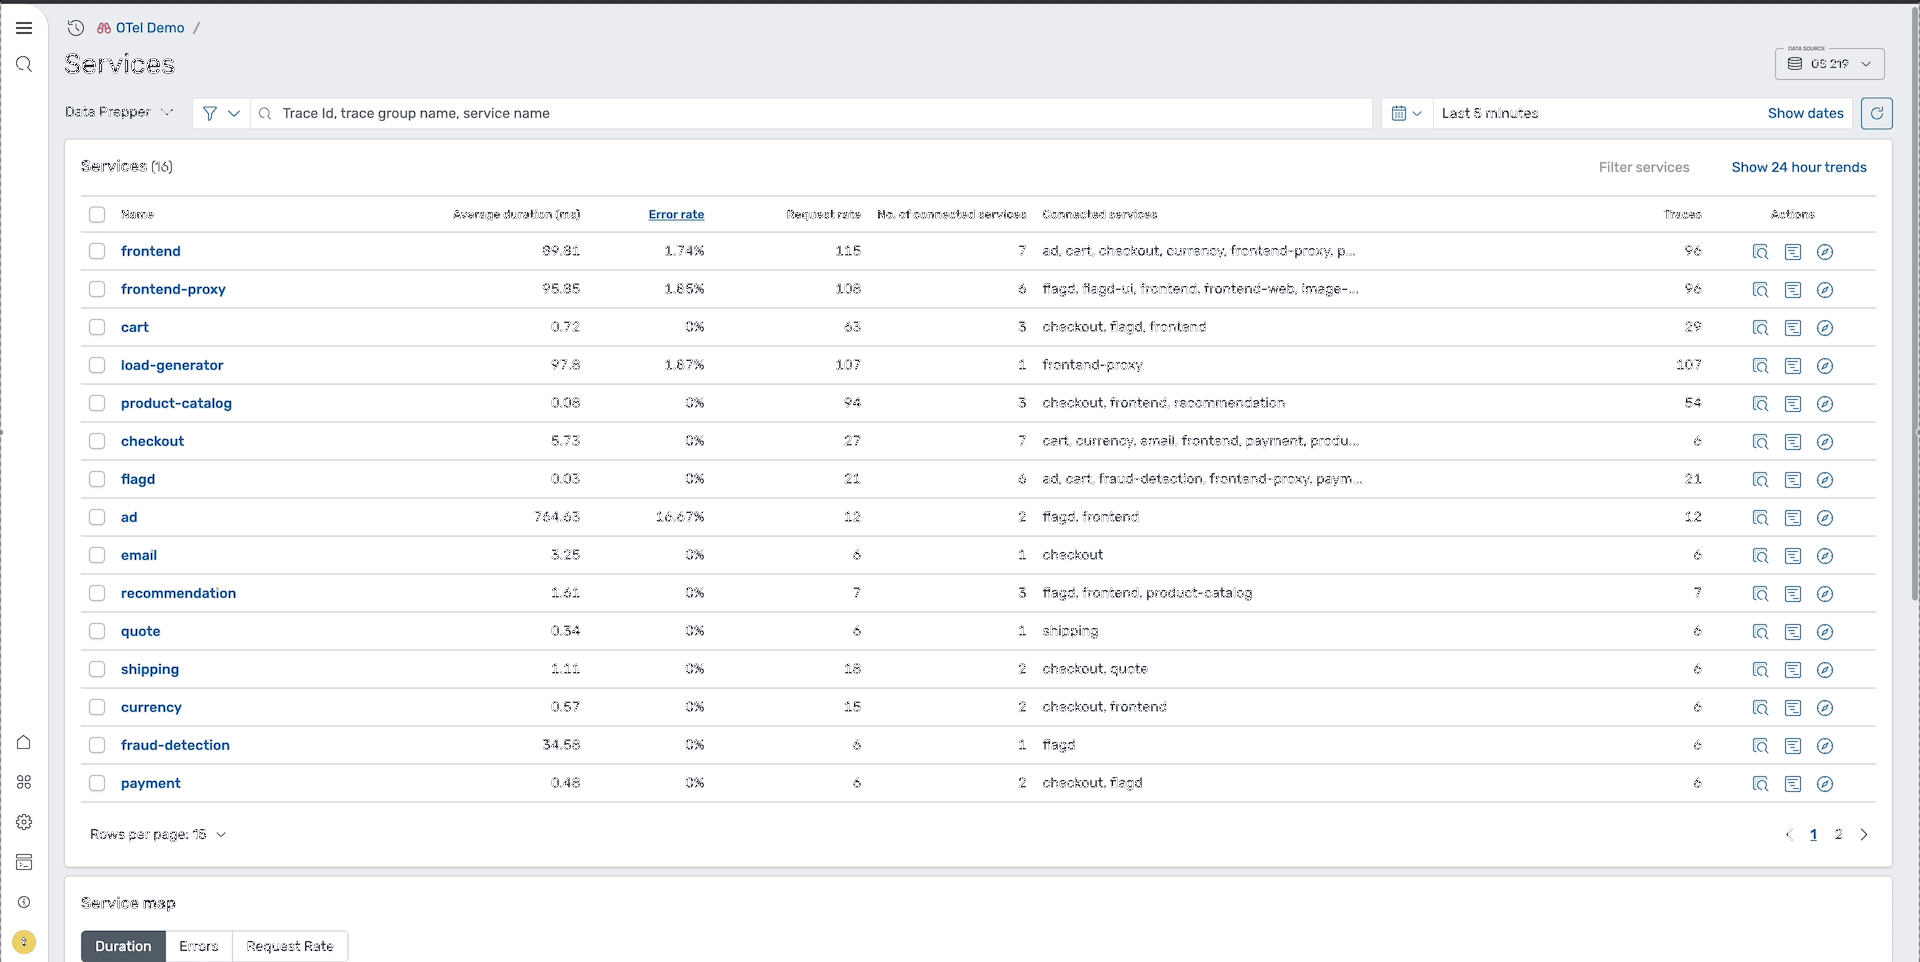 OTel Demo /
Services
DATA SOURCE
OS 219
Data Prepper
Trace Id, trace group name, service name
Last 5 minutes
Show dates
Services (16)
Filter services
Show 24 hour trends
Name Average duration (ms) Error rate Request rate No. of connected services Connected services Traces Actions
frontend 89.81 1.74% 115 7 ad, cart, checkout, currency, frontend-proxy, p... 96
frontend-proxy 95.85 1.85% 108 6 flagd, flagd-ui, frontend, frontend-web, image-... 96
cart 0.72 0% 63 3 checkout, flagd, frontend 29
load-generator 97.8 1.87% 107 1 frontend-proxy 107
product-catalog 0.08 0% 94 3 checkout, frontend, recommendation 54
checkout 5.73 0% 27 7 cart, currency, email, frontend, payment, produ... 6
flagd 0.03 0% 21 6 ad, cart, fraud-detection, frontend-proxy, paym... 21
ad 764.63 16.67% 12 2 flagd, frontend 12
email 3.25 0% 6 1 checkout 6
recommendation 1.61 0% 7 3 flagd, frontend, product-catalog 7
quote 0.34 0% 6 1 shipping 6
shipping 1.11 0% 18 2 checkout, quote 6
currency 0.57 0% 15 2 checkout, frontend 6
fraud-detection 34.58 0% 6 1 flagd 6
payment 0.48 0% 6 2 checkout, flagd 6
Rows per page: 15
1 2
Service map
Duration Errors Request Rate